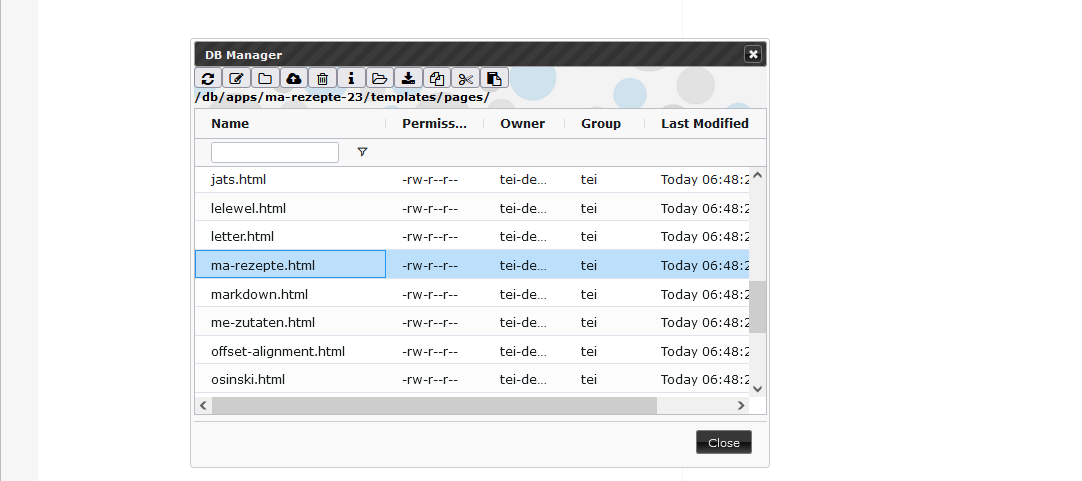 DB Manager
/db/apps/ma-rezepte-23/templates/pages/
Name Permiss... Owner Group Last Modified
jats.html -rw-r--r-- tei-de... tei Today 06:48:2
lelewel.html -rw-r--r-- tei-de... tei Today 06:48:2
letter.html -rw-r--r-- tei-de... tei Today 06:48:2
ma-rezepte.html -rw-r--r-- tei-de... tei Today 06:48:2
markdown.html -rw-r--r-- tei-de... tei Today 06:48:2
me-zutaten.html -rw-r--r-- tei-de... tei Today 06:48:2
offset-alignment.html -rw-r--r-- tei-de... tei Today 06:48:2
osinski.html -rw-r--r-- tei-de... tei Today 06:48:2
Close